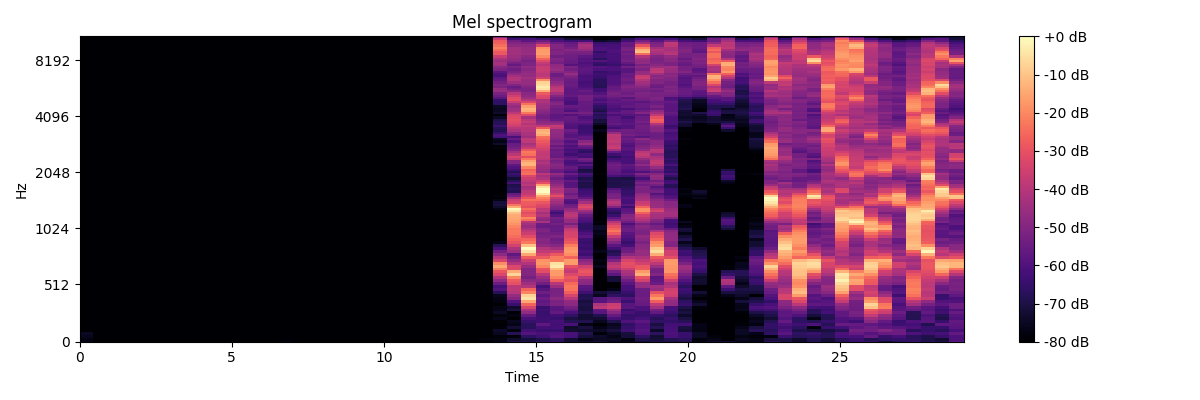 Mel spectrogram
+0 dB
8192
-10 dB
4096
-20 dB
-30 dB
2048
Hz
-40 dB
1024
-50 dB
-60 dB
512
-70 dB
0
-80 dB
0 5 10 15 20 25
Time